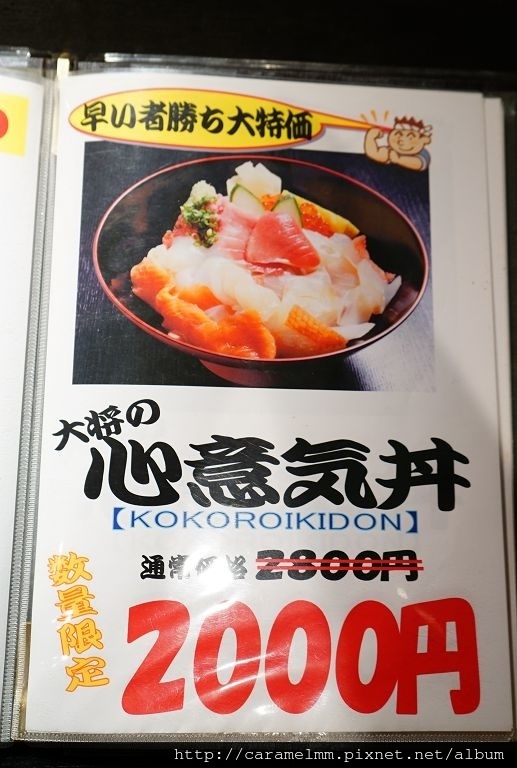 早い者勝ち大特価
大将の
心意気丼
【KOKOROIKIDON】
通常価格 2800円
数量限定
2000円
http://caramelmm.pixnet.net/album